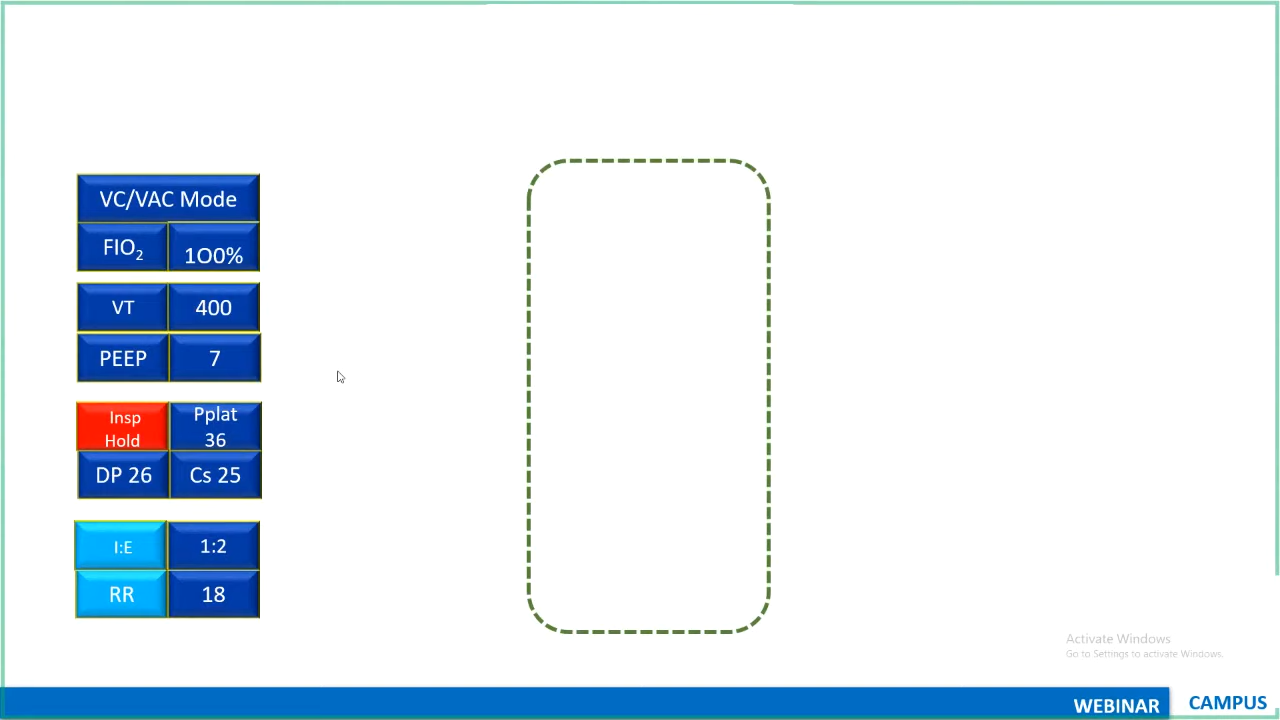 VC/VAC Mode
FIO₂ 1O0%
VT 400
PEEP 7
Insp Hold
Pplat 36
DP 26 Cs 25
I:E 1:2
RR 18
Activate Windows
Go to Settings to activate Windows.
WEBINAR CAMPUS